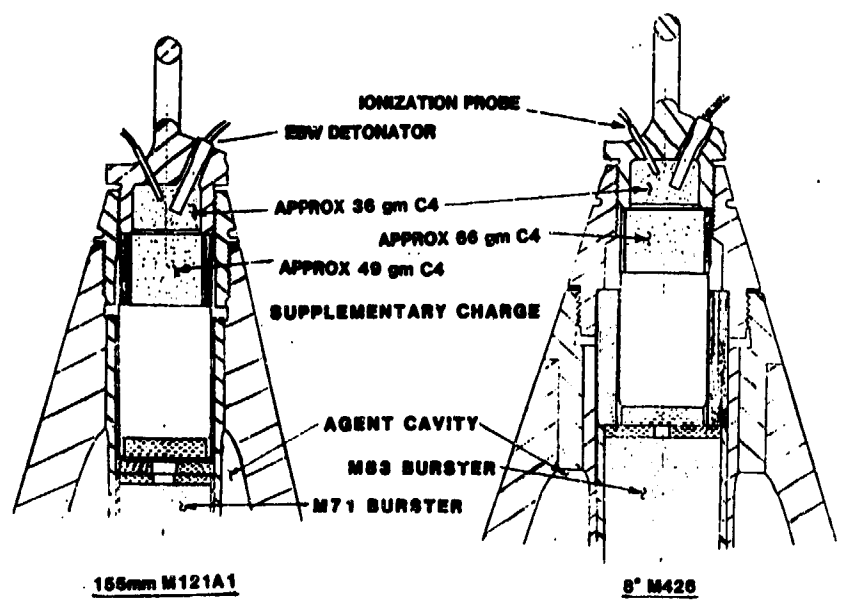 IONIZATION PROBE
EBW DETONATOR
APPROX 36 gm C4
APPROX 66 gm C4
APPROX 49 gm C4
SUPPLEMENTARY CHARGE
AGENT CAVITY
M83 BURSTER
M71 BURSTER
155mm M121A1
8" M426